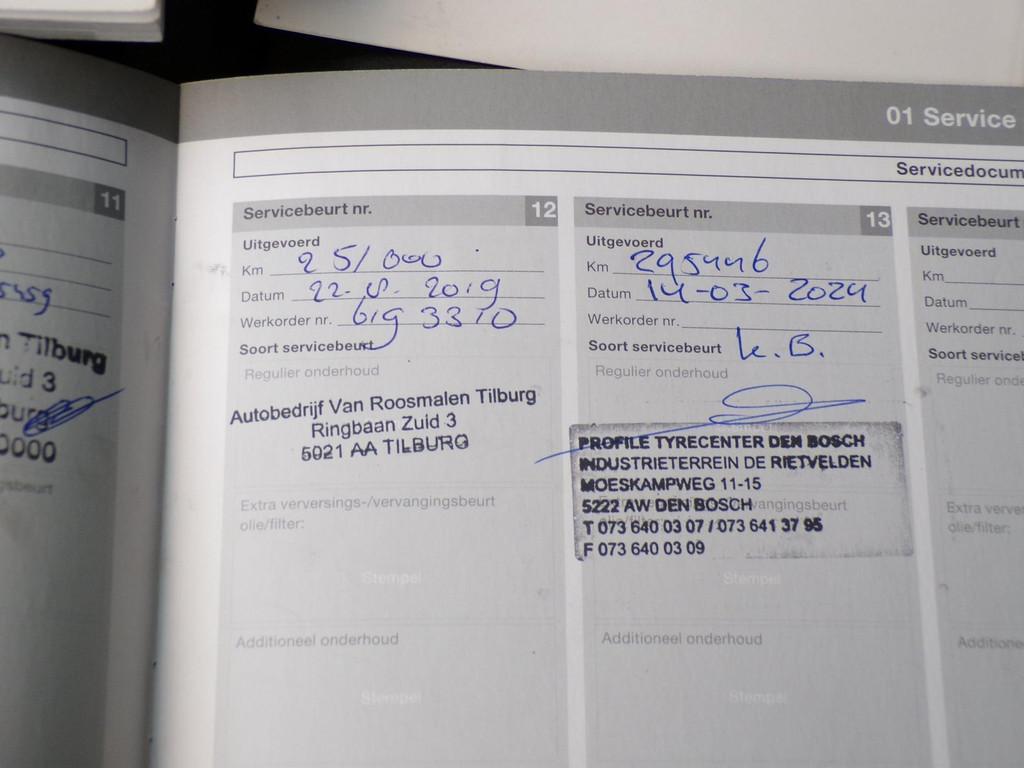 01 Service
Servicedocum
11
5459
n Tilburg
uid 3
burg
0000
sbeurt
Servicebeurt nr. 12
Uitgevoerd
Km 251000
Datum 22-8-2019
Werkorder nr. 619 3310
Soort servicebeurt
Regulier onderhoud
Autobedrijf Van Roosmalen Tilburg
Ringbaan Zuid 3
5021 AA TILBURG
Extra verversings-/vervangingsbeurt
olie/filter:
Stempel
Additioneel onderhoud
Stempel
Servicebeurt nr. 13
Uitgevoerd
Km 295446
Datum 14-03-2024
Werkorder nr.
Soort servicebeurt K.B.
Regulier onderhoud
PROFILE TYRECENTER DEN BOSCH
INDUSTRIETERREIN DE RIETVELDEN
MOESKAMPWEG 11-15
5222 AW DEN BOSCH
T 073 640 03 07 / 073 641 37 95
F 073 640 03 09
vangingsbeurt
Stempel
Additioneel onderhoud
Stempel
Servicebeurt
Uitgevoerd
Km
Datum
Werkorder n
Soort serviceb
Regulier onde
Extra verve
olie/filter:
Additione